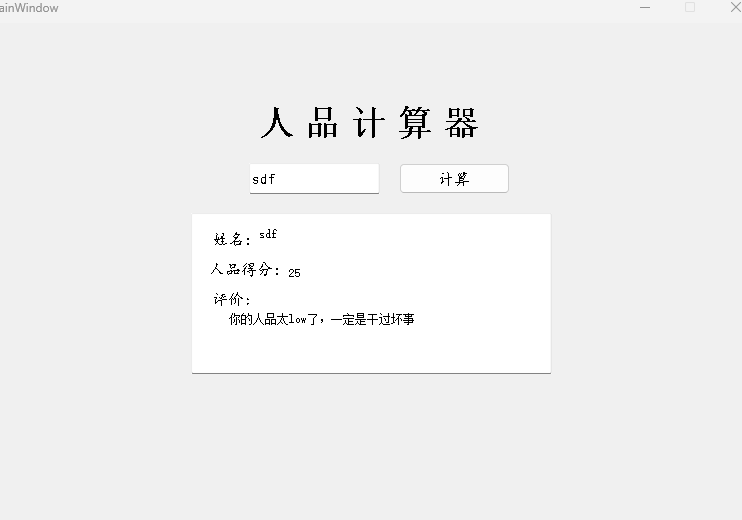 ainWindow
人品计算器
sdf
计算
姓名: sdf
人品得分: 25
评价:
你的人品太low了，一定是干过坏事